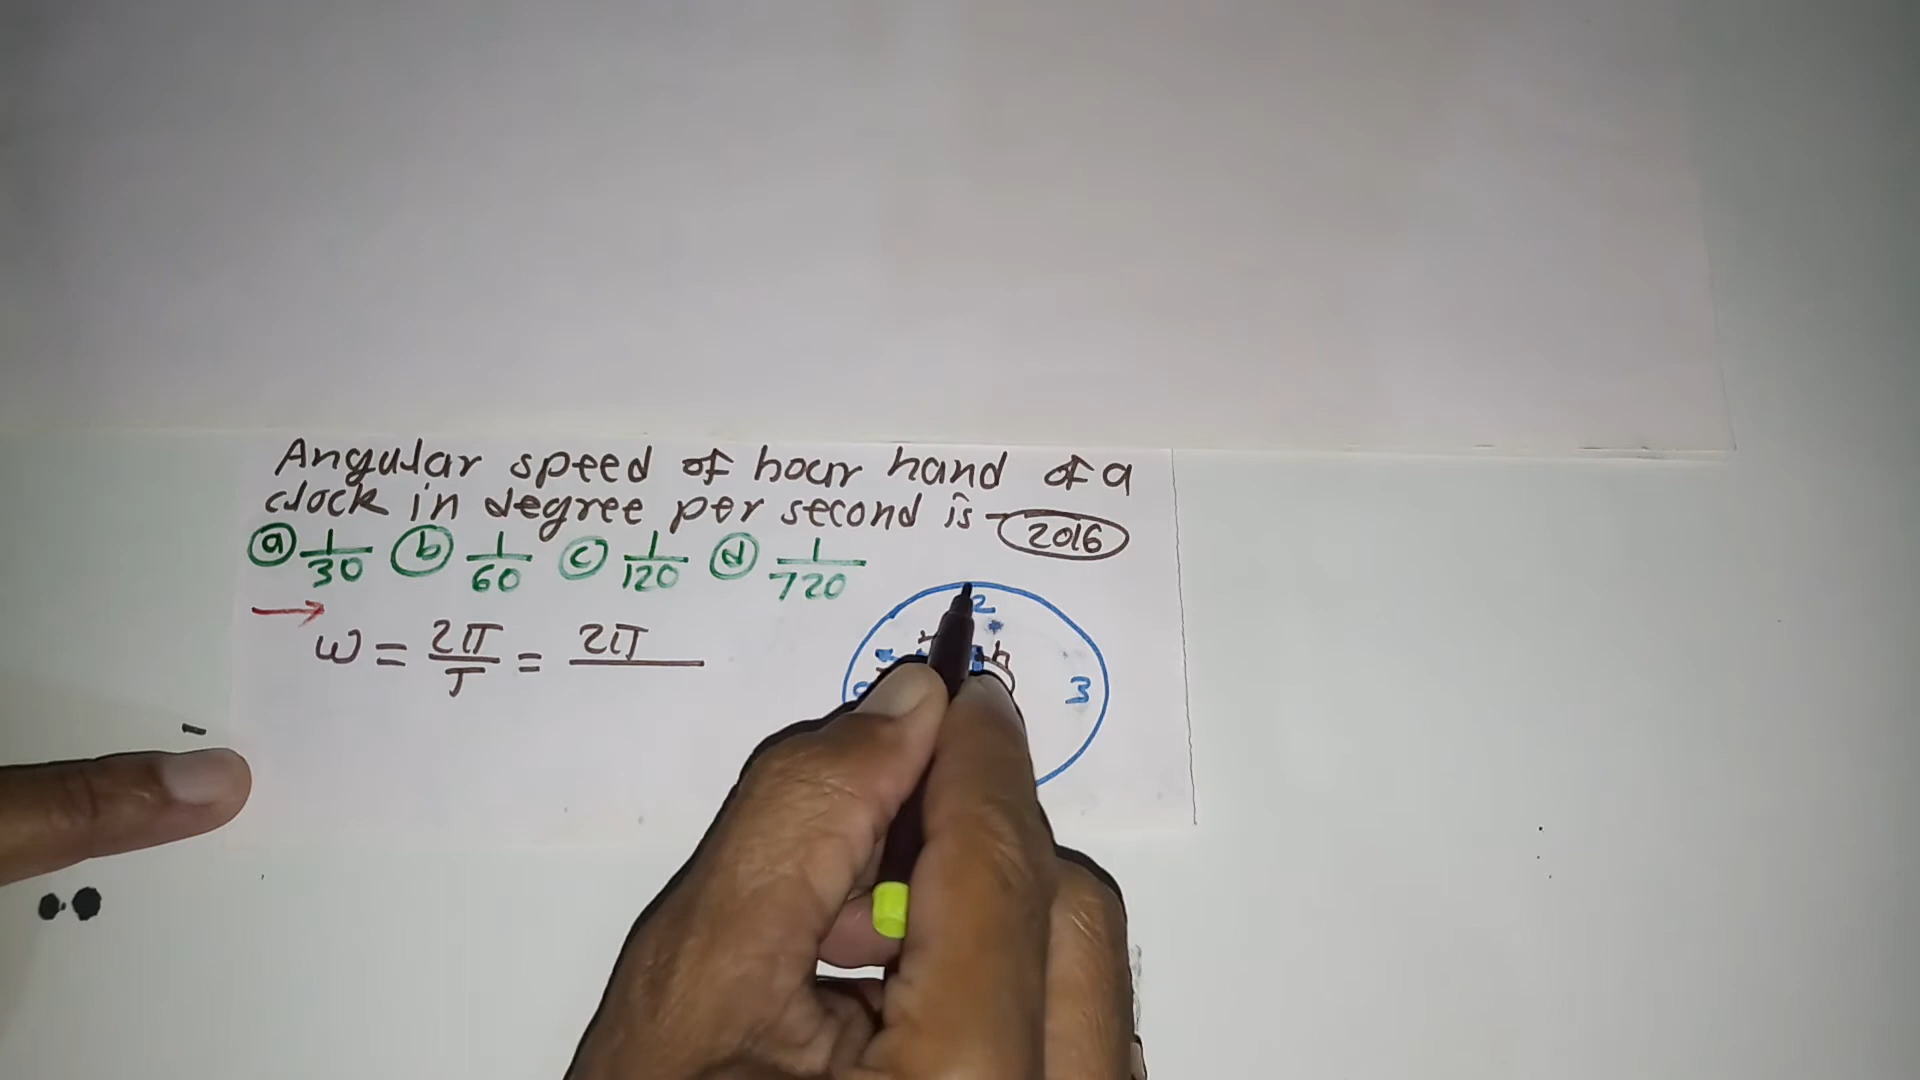 Angular speed of hour hand of a
clock in degree per second is - 2016
(a) 1/30 (b) 1/60 (c) 1/120 (d) 1/720
→ ω = 2π/T = 2π/
2
h
3